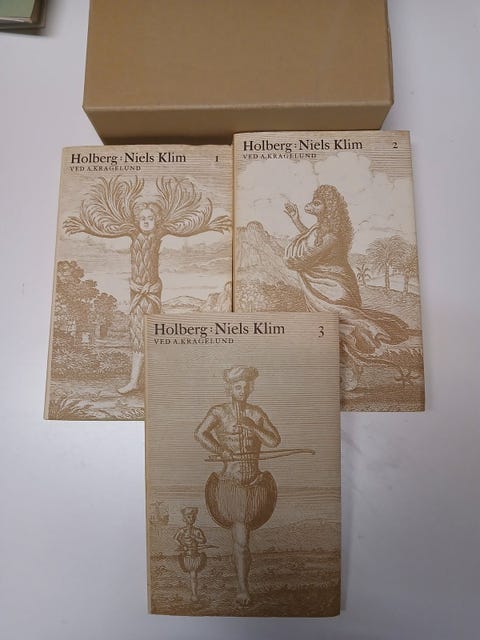 Holberg: Niels Klim 1
VED A. KRAGELUND
Holberg: Niels Klim 2
VED A. KRAGELUND
Holberg: Niels Klim 3
VED A. KRAGELUND